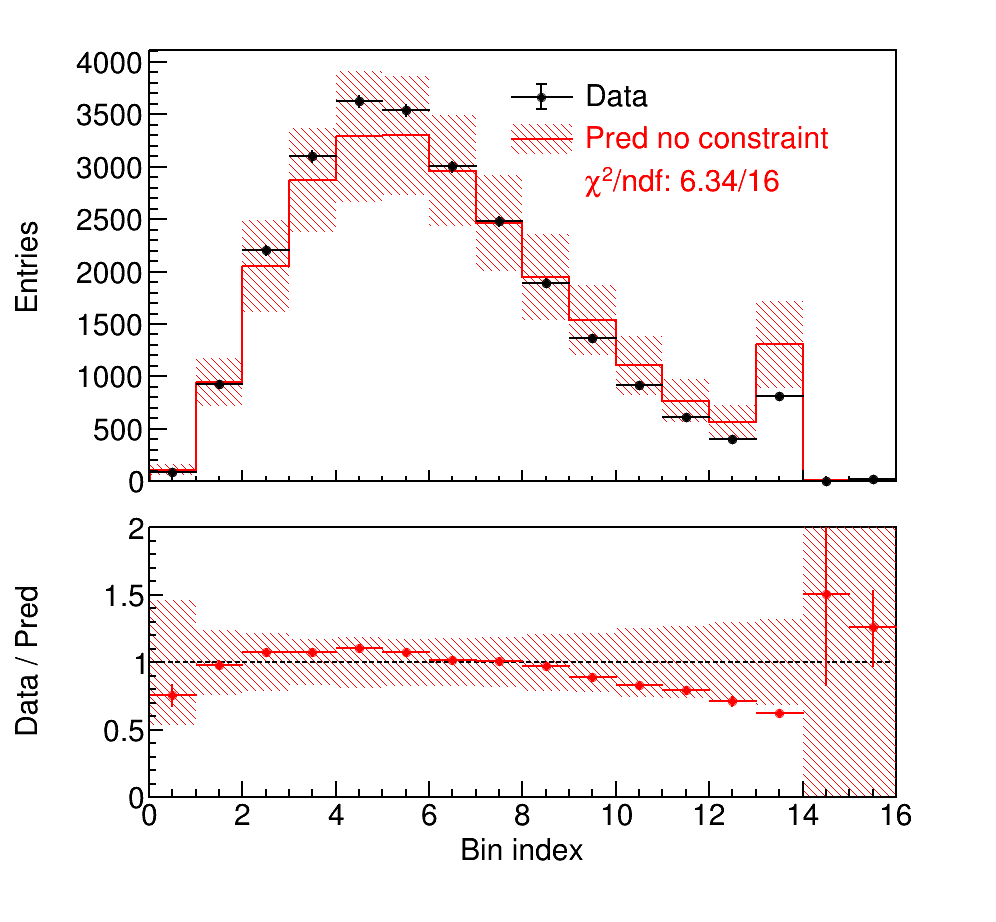 4000
3500
3000
2500
2000
1500
1000
500
0
Entries
Data
Pred no constraint
χ²/ndf: 6.34/16
2
1.5
1
0.5
0
Data / Pred
0 2 4 6 8 10 12 14 16
Bin index